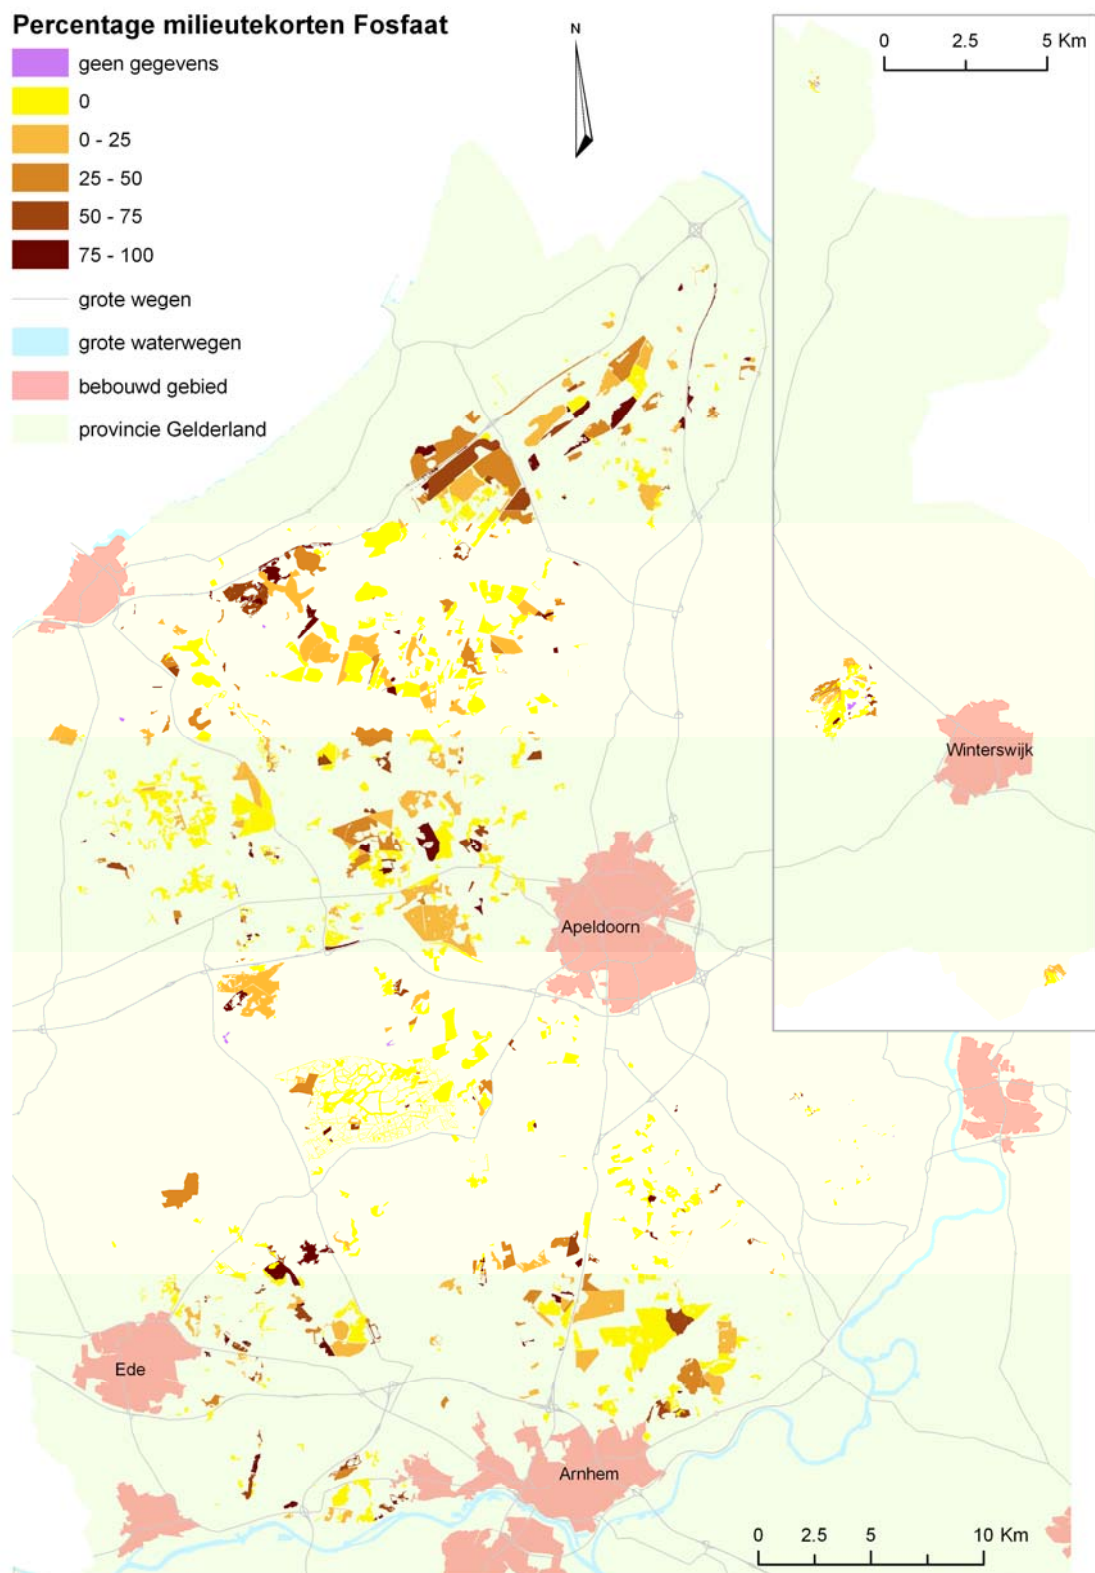 Percentage milieutekorten Fosfaat
geen gegevens
0
0 - 25
25 - 50
50 - 75
75 - 100
grote wegen
grote waterwegen
bebouwd gebied
provincie Gelderland
N
0 2.5 5 Km
Winterswijk
Apeldoorn
Ede
Arnhem
0 2.5 5 10 Km